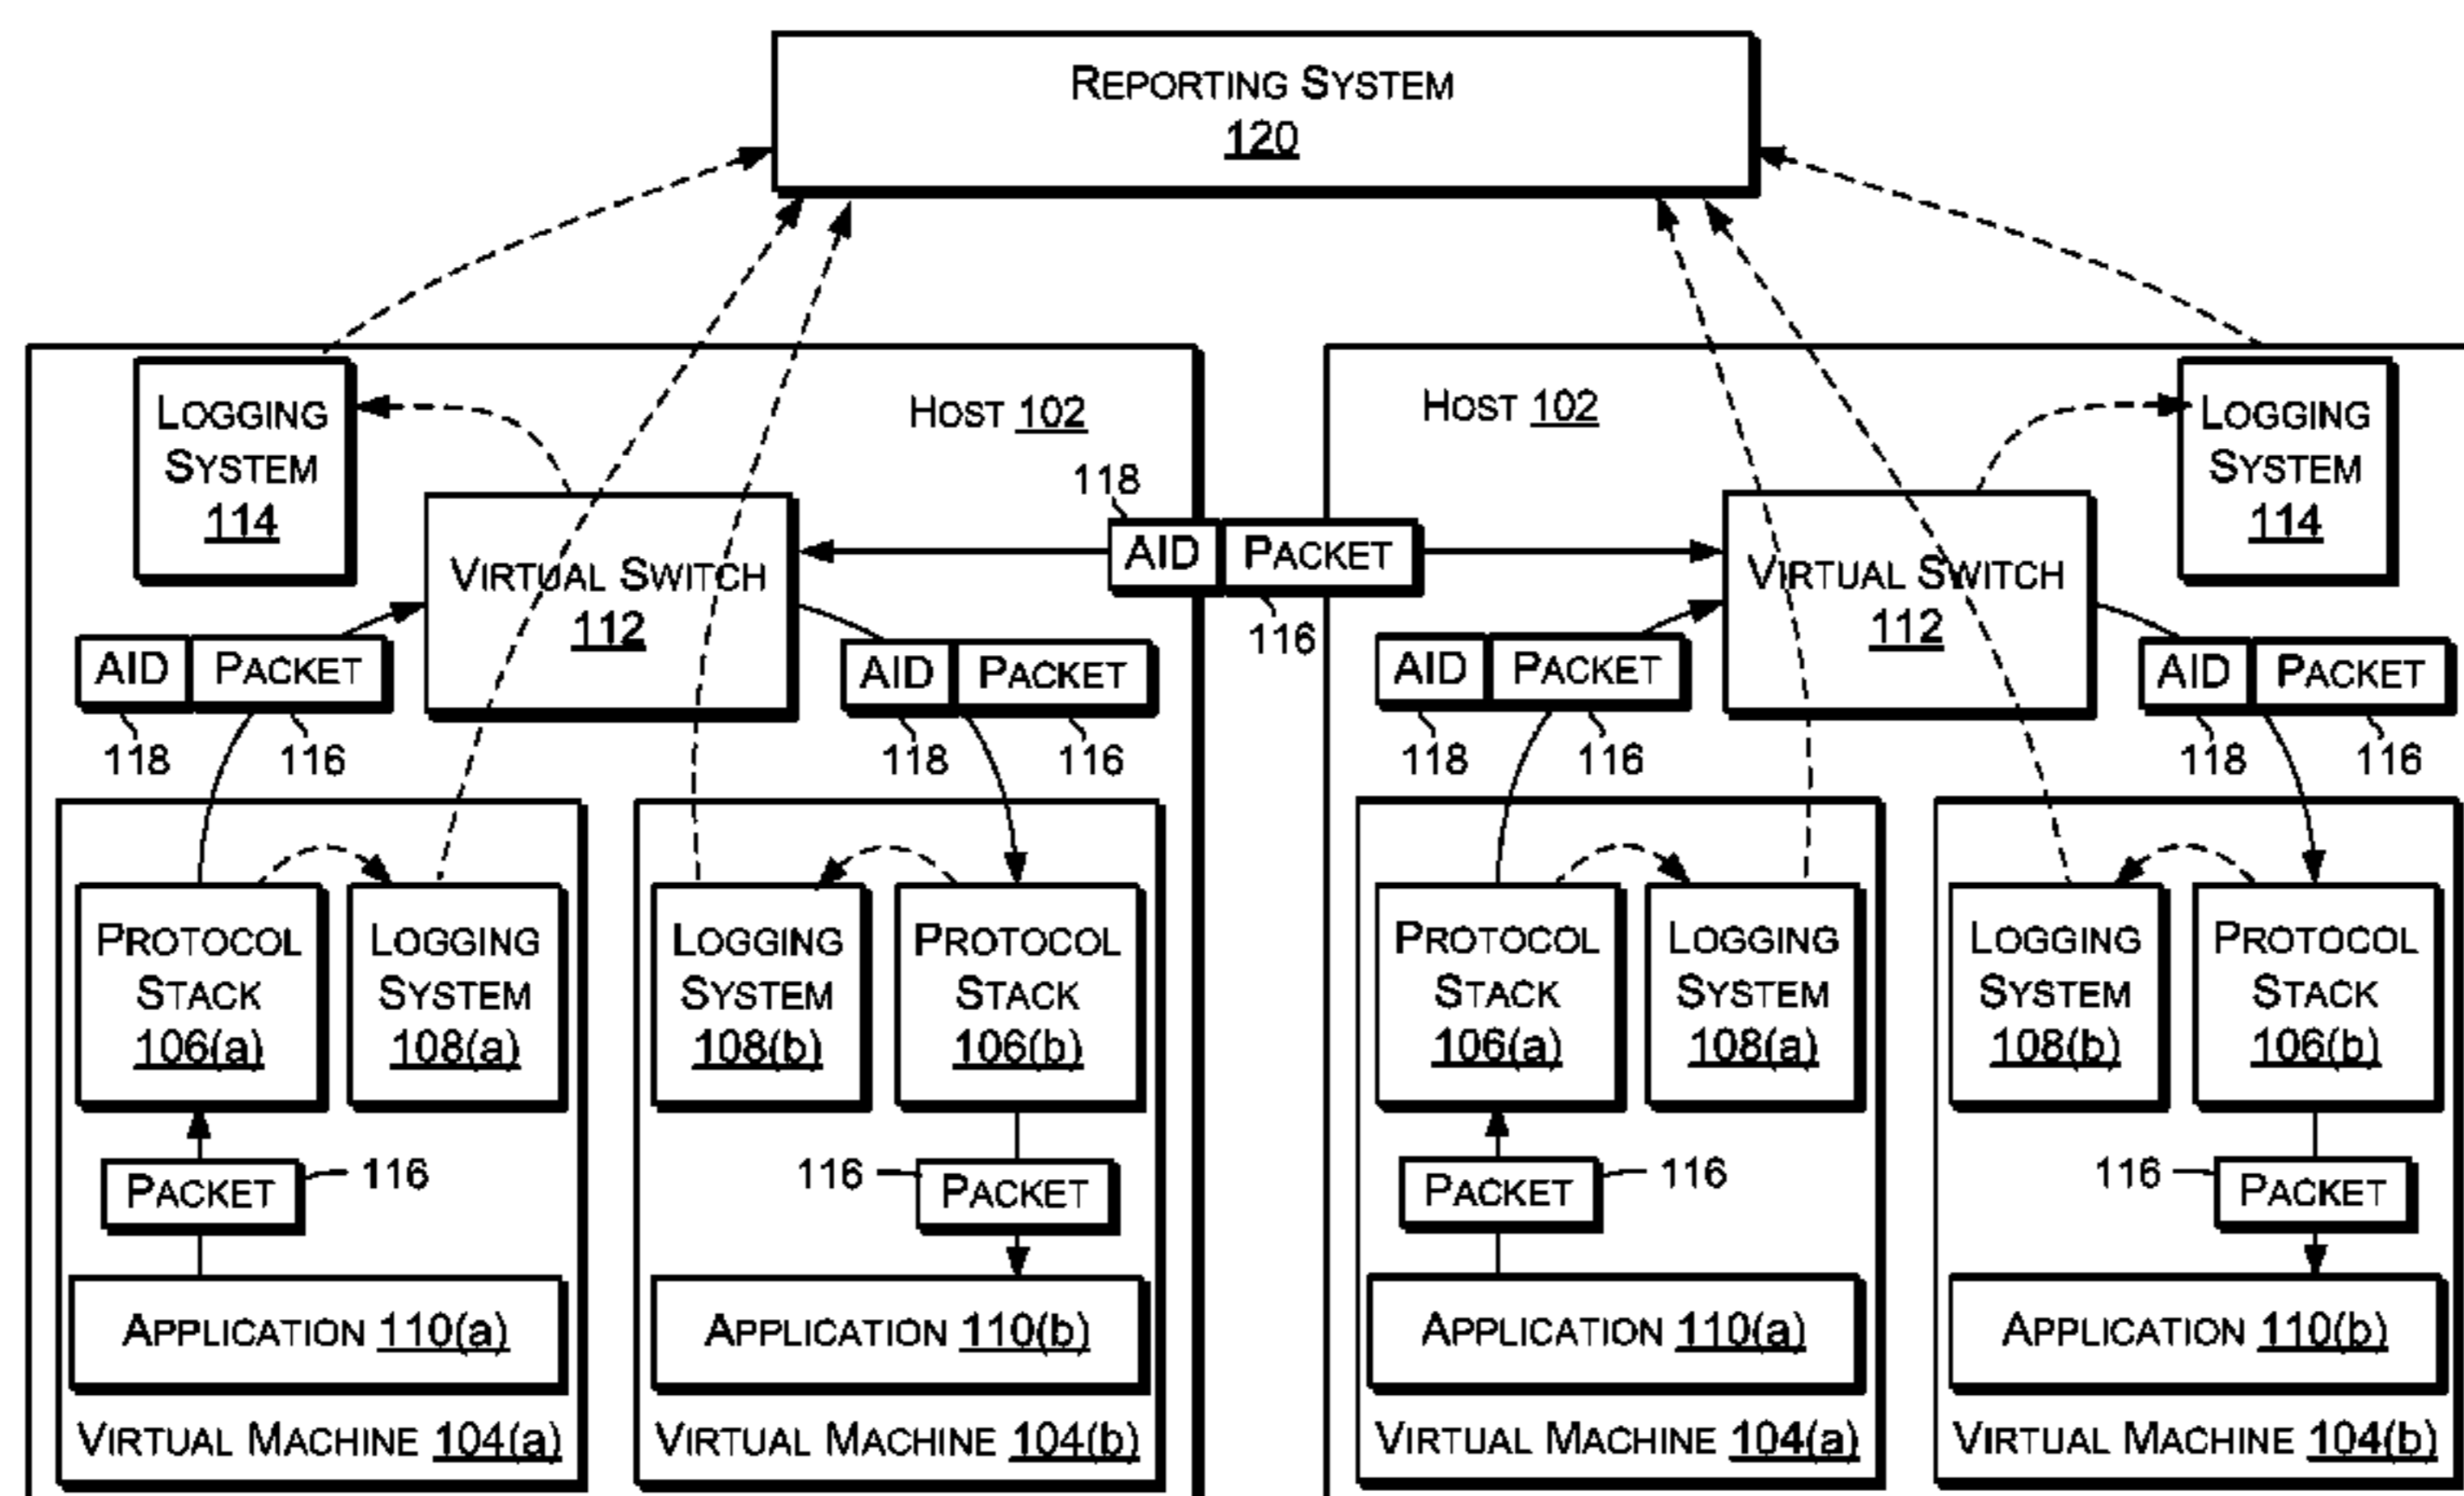 REPORTING SYSTEM
120
LOGGING
SYSTEM
114
HOST 102
HOST 102
LOGGING
SYSTEM
114
118
AID PACKET
116
VIRTUAL SWITCH
112
VIRTUAL SWITCH
112
AID PACKET
118 116
AID PACKET
118 116
AID PACKET
118 116
AID PACKET
118 116
PROTOCOL
STACK
106(a)
LOGGING
SYSTEM
108(a)
PACKET 116
APPLICATION 110(a)
VIRTUAL MACHINE 104(a)
LOGGING
SYSTEM
108(b)
PROTOCOL
STACK
106(b)
116 PACKET
APPLICATION 110(b)
VIRTUAL MACHINE 104(b)
PROTOCOL
STACK
106(a)
LOGGING
SYSTEM
108(a)
PACKET 116
APPLICATION 110(a)
VIRTUAL MACHINE 104(a)
LOGGING
SYSTEM
108(b)
PROTOCOL
STACK
106(b)
116 PACKET
APPLICATION 110(b)
VIRTUAL MACHINE 104(b)